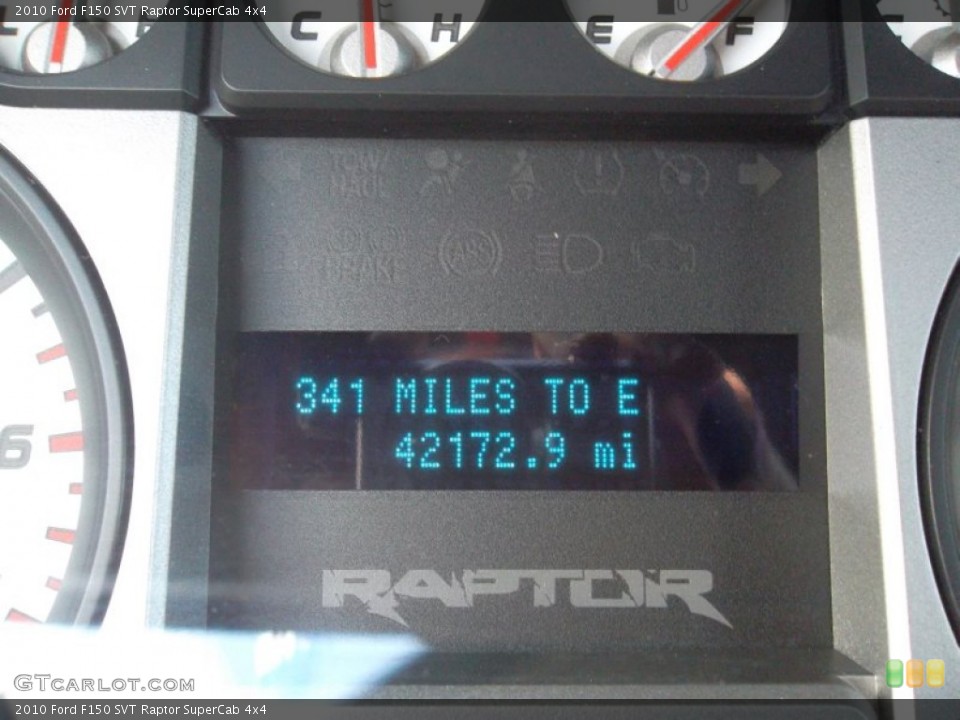 2010 Ford F150 SVT Raptor SuperCab 4x4
C H E F
TOW/
HAUL
BRAKE ABS
341 MILES TO E
42172.9 mi
6
RAPTOR
GTCARLOT.COM
2010 Ford F150 SVT Raptor SuperCab 4x4